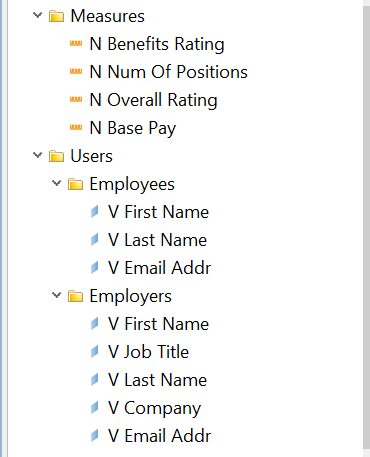 Measures
N Benefits Rating
N Num Of Positions
N Overall Rating
N Base Pay
Users
Employees
V First Name
V Last Name
V Email Addr
Employers
V First Name
V Job Title
V Last Name
V Company
V Email Addr